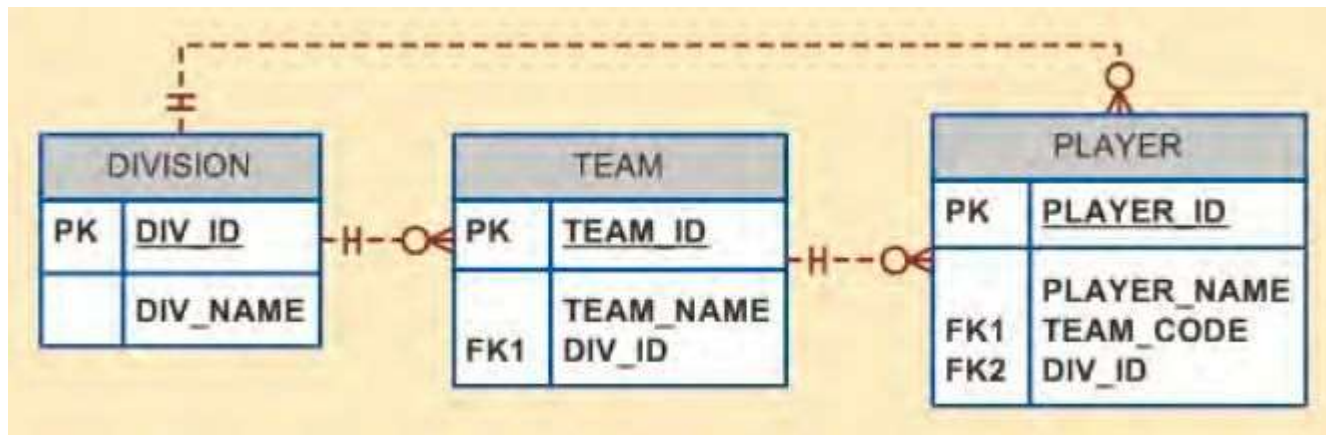 DIVISION
PK DIV_ID
DIV_NAME
TEAM
PK TEAM_ID
TEAM_NAME
FK1 DIV_ID
PLAYER
PK PLAYER_ID
PLAYER_NAME
FK1 TEAM_CODE
FK2 DIV_ID